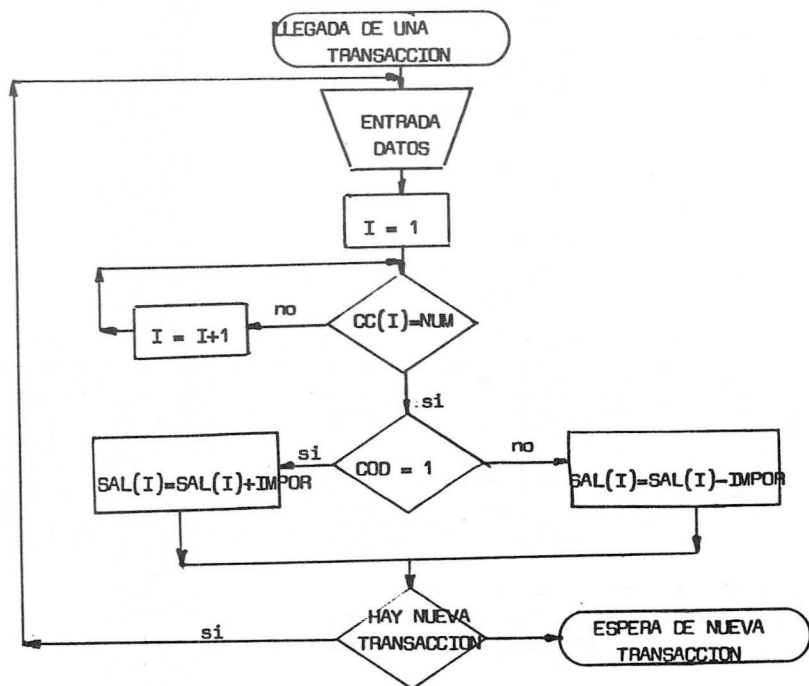 LLEGADA DE UNA
TRANSACCION
ENTRADA
DATOS
I = 1
CC(I)=NUM
no
I = I+1
si
COD = 1
si
no
SAL(I)=SAL(I)+IMPOR
SAL(I)=SAL(I)-IMPOR
HAY NUEVA
TRANSACCION
si
ESPERA DE NUEVA
TRANSACCION